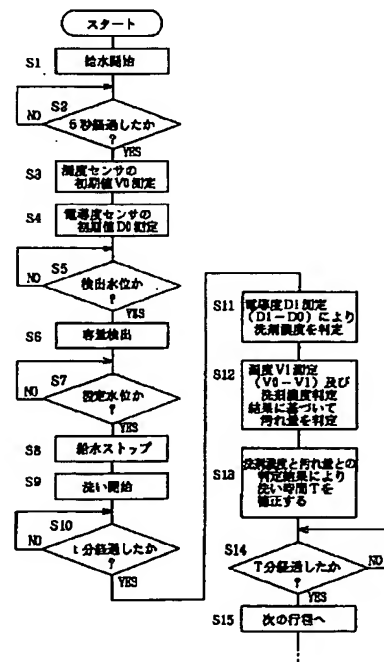 スタート
S1
給水開始
S2
NO
秒経過したか
?
YES
S3
濁度センサの
初期値V0測定
S4
電導度センサの
初期値D0測定
S5
NO
検出水位か
?
YES
S6
容量検出
S7
NO
設定水位か
?
YES
S8
給水ストップ
S9
洗い開始
S10
NO
t分経過したか
?
YES
S11
電導度D1測定
(D1-D0)により
洗剤濃度を判定
S12
濁度V1測定
(V0-V1)及び
洗剤濃度判定
結果に基づいて
汚れ量を判定
S13
洗剤濃度と汚れ量との
判定結果により
洗い時間Tを
補正する
S14
T分経過したか
NO
?
YES
S15
次の行程へ